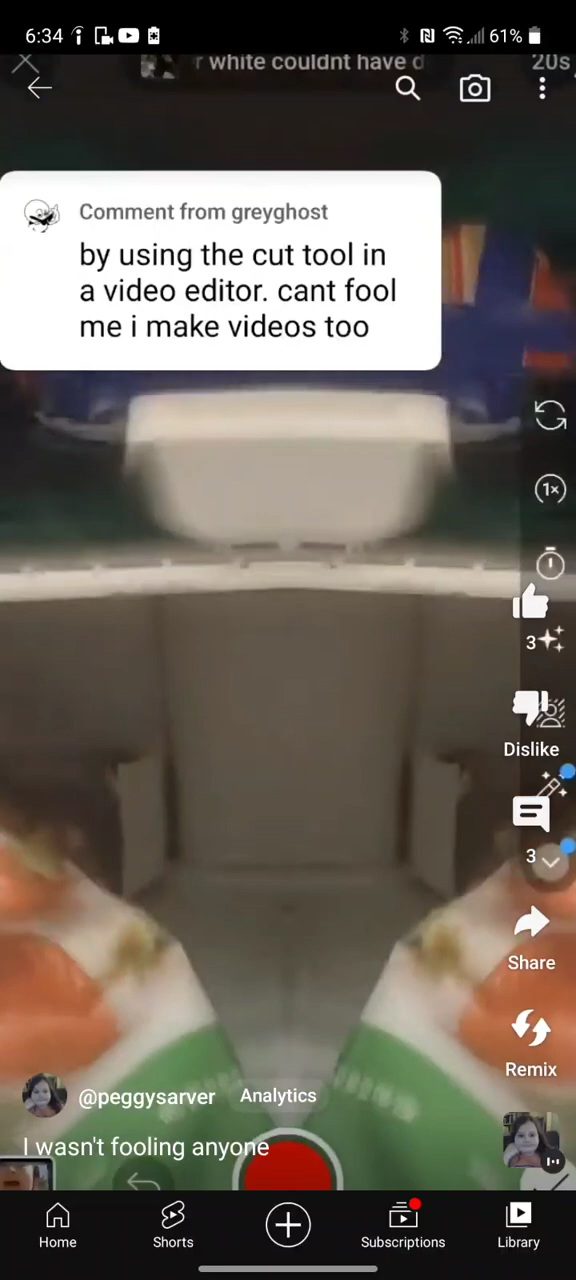 6:34
61%
r white couldnt have d
20s
Comment from greyghost
by using the cut tool in
a video editor. cant fool
me i make videos too
1×
3
Dislike
3
Share
Remix
@peggysarver
Analytics
I wasn't fooling anyone
Home
Shorts
Subscriptions
Library